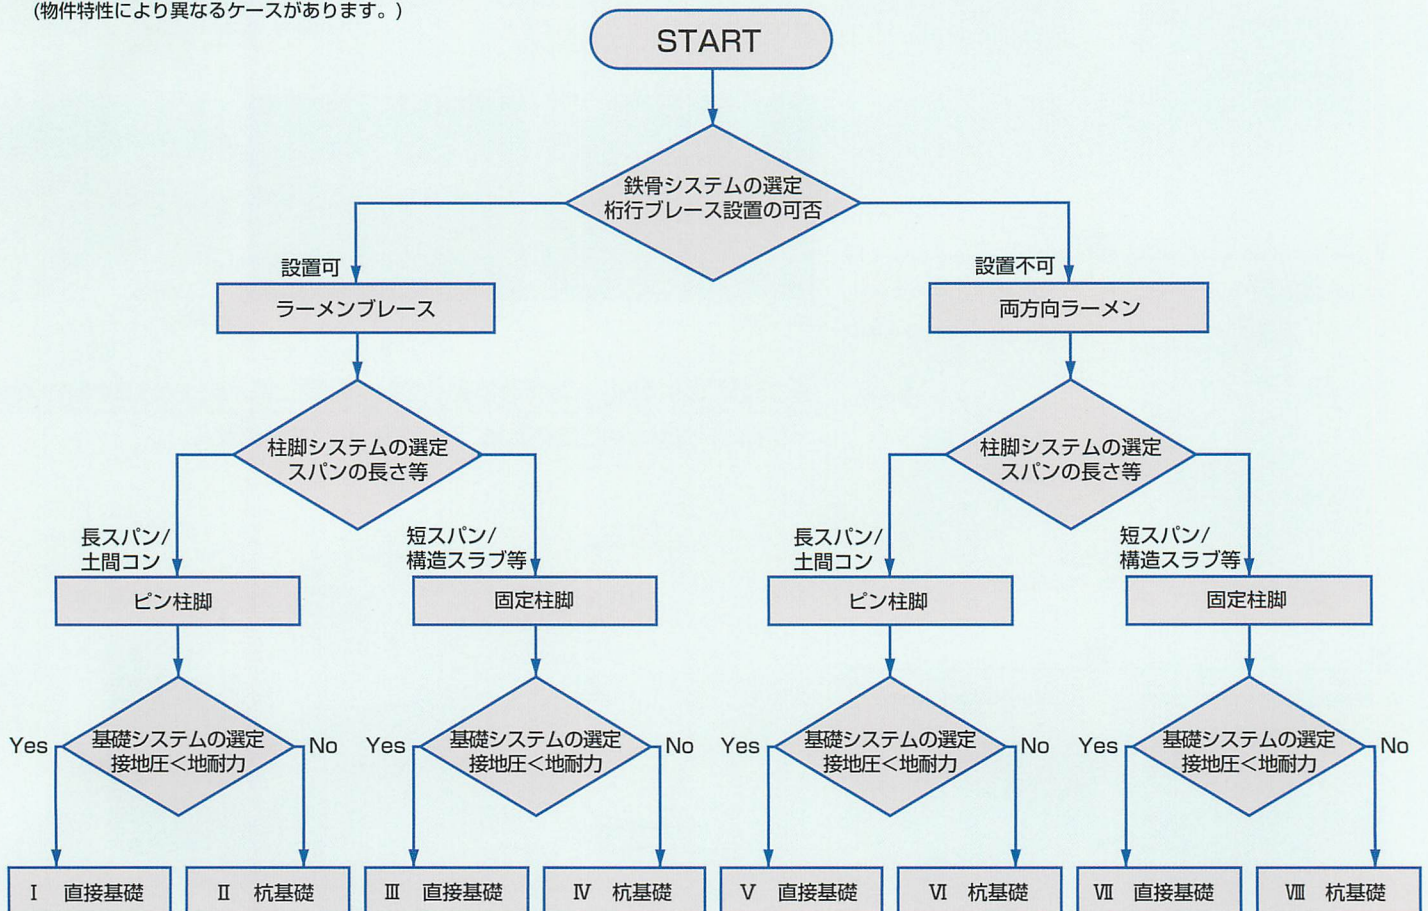 (物件特性により異なるケースがあります。)
START
鉄骨システムの選定
桁行ブレース設置の可否
設置可
設置不可
ラーメンブレース
両方向ラーメン
柱脚システムの選定
スパンの長さ等
柱脚システムの選定
スパンの長さ等
長スパン/
土間コン
短スパン/
構造スラブ等
長スパン/
土間コン
短スパン/
構造スラブ等
ピン柱脚
固定柱脚
ピン柱脚
固定柱脚
Yes
基礎システムの選定
接地圧<地耐力
No
Yes
基礎システムの選定
接地圧<地耐力
No
Yes
基礎システムの選定
接地圧<地耐力
No
Yes
基礎システムの選定
接地圧<地耐力
No
Ⅰ 直接基礎
Ⅱ 杭基礎
Ⅲ 直接基礎
Ⅳ 杭基礎
Ⅴ 直接基礎
Ⅵ 杭基礎
Ⅶ 直接基礎
Ⅷ 杭基礎